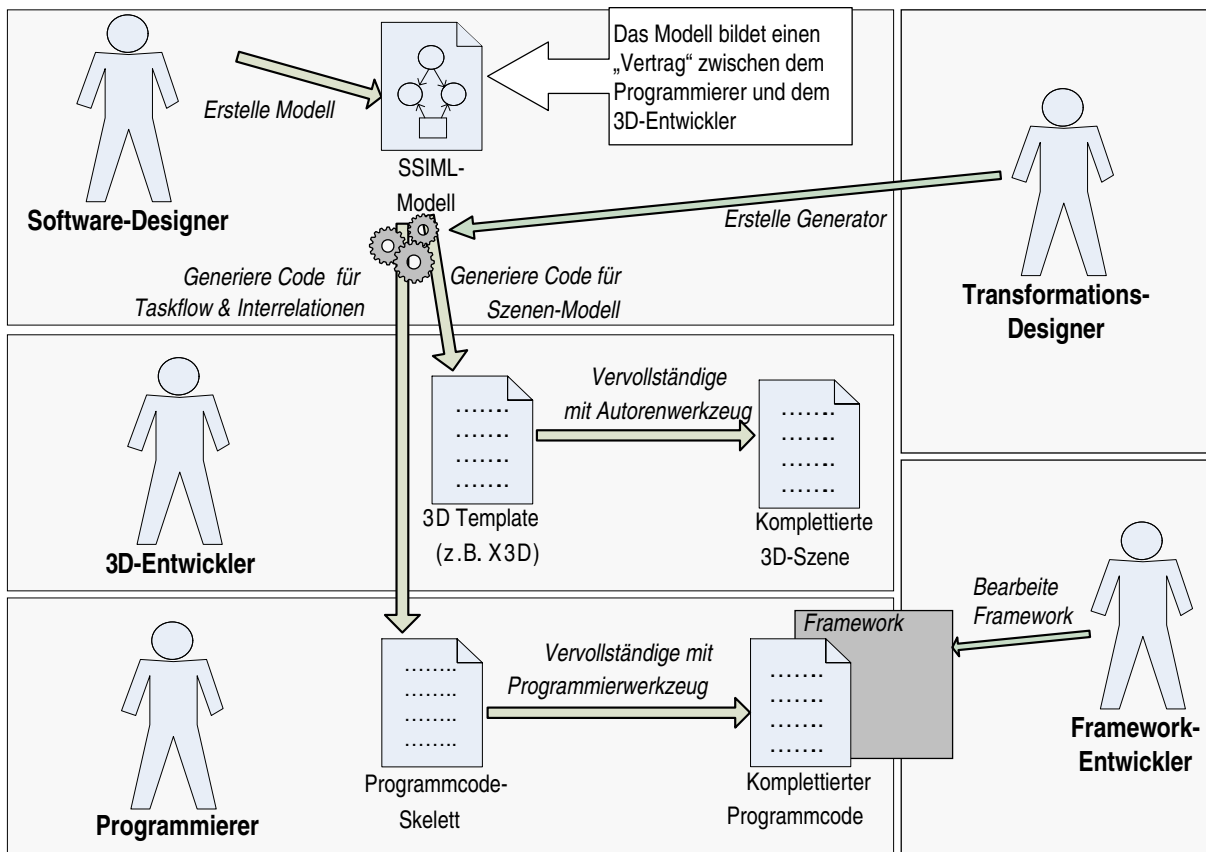 Das Modell bildet einen
„Vertrag“ zwischen dem
Programmierer und dem
3D-Entwickler
Erstelle Modell
SSIML-
Modell
Software-Designer
Erstelle Generator
Generiere Code für
Taskflow & Interrelationen
Generiere Code für
Szenen-Modell
Transformations-
Designer
Vervollständige
mit Autorenwerkzeug
3D Template
(z.B. X3D)
Komplettierte
3D-Szene
3D-Entwickler
Bearbeite
Framework
Framework
Vervollständige mit
Programmierwerkzeug
Framework-
Entwickler
Programmcode-
Skelett
Komplettierter
Programmcode
Programmierer